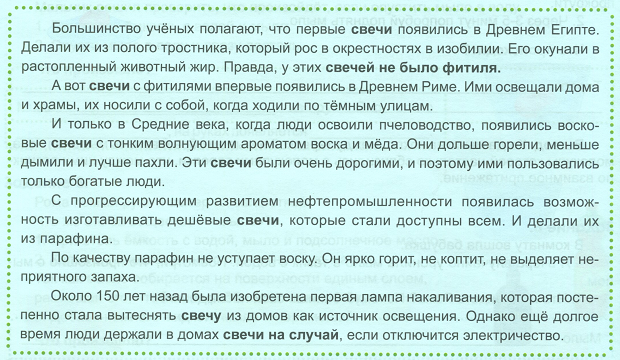 Большинство учёных полагают, что первые свечи появились в Древнем Египте.
Делали их из полого тростника, который рос в окрестностях в изобилии. Его окунали в
растопленный животный жир. Правда, у этих свечей не было фитиля.
А вот свечи с фитилями впервые появились в Древнем Риме. Ими освещали дома
и храмы, их носили с собой, когда ходили по тёмным улицам.
И только в Средние века, когда люди освоили пчеловодство, появились воско-
вые свечи с тонким волнующим ароматом воска и мёда. Они дольше горели, меньше
дымили и лучше пахли. Эти свечи были очень дорогими, и поэтому ими пользовались
только богатые люди.
С прогрессирующим развитием нефтепромышленности появилась возмож-
ность изготавливать дешёвые свечи, которые стали доступны всем. И делали их
из парафина.
По качеству парафин не уступает воску. Он ярко горит, не коптит, не выделяет не-
приятного запаха.
Около 150 лет назад была изобретена первая лампа накаливания, которая посте-
пенно стала вытеснять свечу из домов как источник освещения. Однако ещё долгое
время люди держали в домах свечи на случай, если отключится электричество.